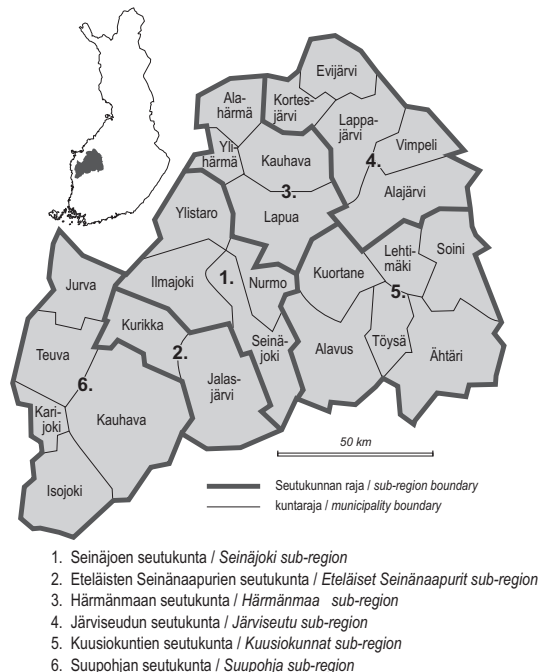 Evijärvi
Ala-
härmä
Kortes-
järvi
Lappa-
järvi
Vimpeli
Yli-
härmä
Kauhava
4.
3.
Alajärvi
Ylistaro
Lapua
Lehti-
mäki
Soini
Jurva
Ilmajoki
1.
Nurmo
Kuortane
5.
Kurikka
Teuva
2.
Seinä-
joki
Alavus
Töysä
Ähtäri
6.
Jalas-
järvi
Kari-
joki
Kauhava
Isojoki
50 km
Seutukunnan raja / sub-region boundary
kuntaraja / municipality boundary
1. Seinäjoen seutukunta / Seinäjoki sub-region
2. Eteläisten Seinänaapurien seutukunta / Eteläiset Seinänaapurit sub-region
3. Härmänmaan seutukunta / Härmänmaa sub-region
4. Järviseudun seutukunta / Järviseutu sub-region
5. Kuusiokuntien seutukunta / Kuusiokunnat sub-region
6. Suupohjan seutukunta / Suupohja sub-region